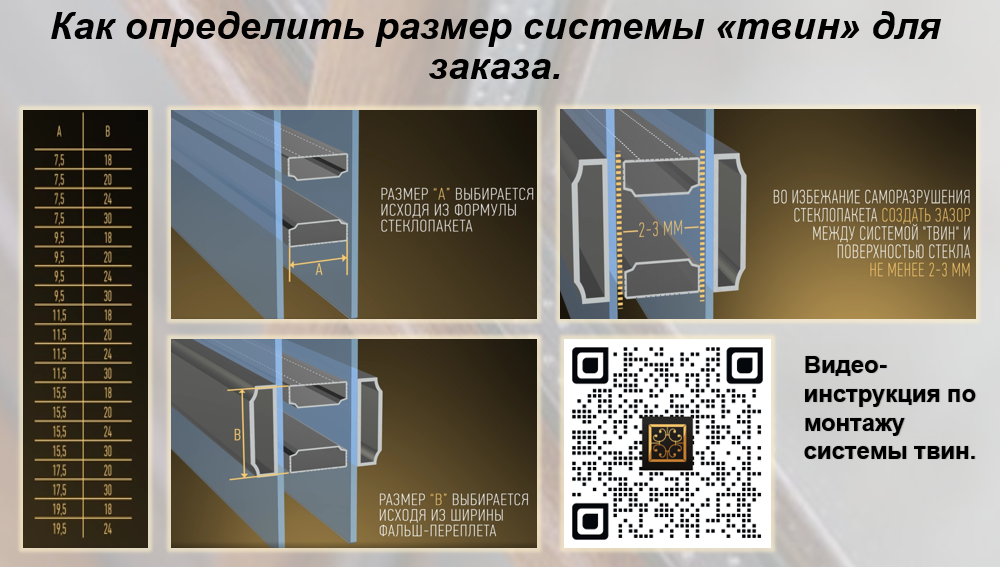 Как определить размер системы «твин» для
заказа.
A B
7,5 18
7,5 20
7,5 24
7,5 30
9,5 18
9,5 20
9,5 24
9,5 30
11,5 18
11,5 20
11,5 24
11,5 30
15,5 18
15,5 20
15,5 24
15,5 30
17,5 20
17,5 30
19,5 18
19,5 24
РАЗМЕР “A” ВЫБИРАЕТСЯ
ИСХОДЯ ИЗ ФОРМУЛЫ
СТЕКЛОПАКЕТА
A
2-3 ММ
ВО ИЗБЕЖАНИЕ САМОРАЗРУШЕНИЯ
СТЕКЛОПАКЕТА СОЗДАТЬ ЗАЗОР
МЕЖДУ СИСТЕМОЙ "ТВИН" И
ПОВЕРХНОСТЬЮ СТЕКЛА
НЕ МЕНЕЕ 2-3 ММ
B
РАЗМЕР “B” ВЫБИРАЕТСЯ
ИСХОДЯ ИЗ ШИРИНЫ
ФАЛЬШ-ПЕРЕПЛЕТА
Видео-
инструкция по
монтажу
системы твин.